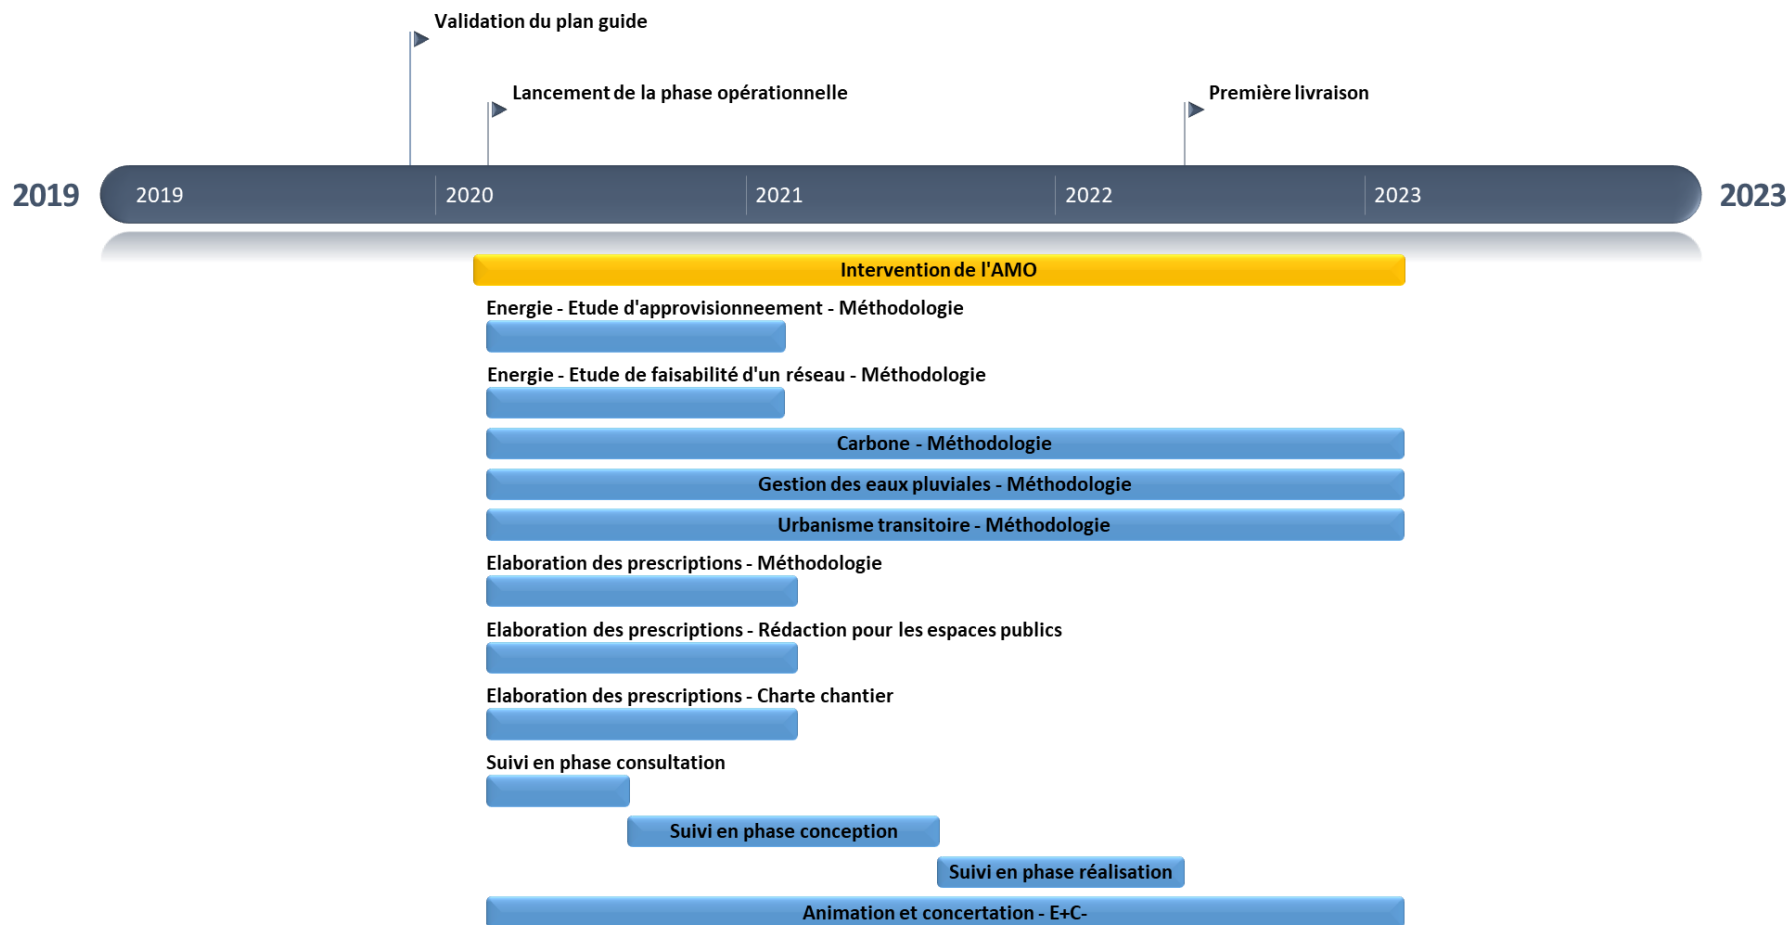 Validation du plan guide
Lancement de la phase opérationnelle
Première livraison
2019
2019
2020
2021
2022
2023
2023
Intervention de l'AMO
Energie - Etude d'approvisionneement - Méthodologie
Energie - Etude de faisabilité d'un réseau - Méthodologie
Carbone - Méthodologie
Gestion des eaux pluviales - Méthodologie
Urbanisme transitoire - Méthodologie
Elaboration des prescriptions - Méthodologie
Elaboration des prescriptions - Rédaction pour les espaces publics
Elaboration des prescriptions - Charte chantier
Suivi en phase consultation
Suivi en phase conception
Suivi en phase réalisation
Animation et concertation - E+C-